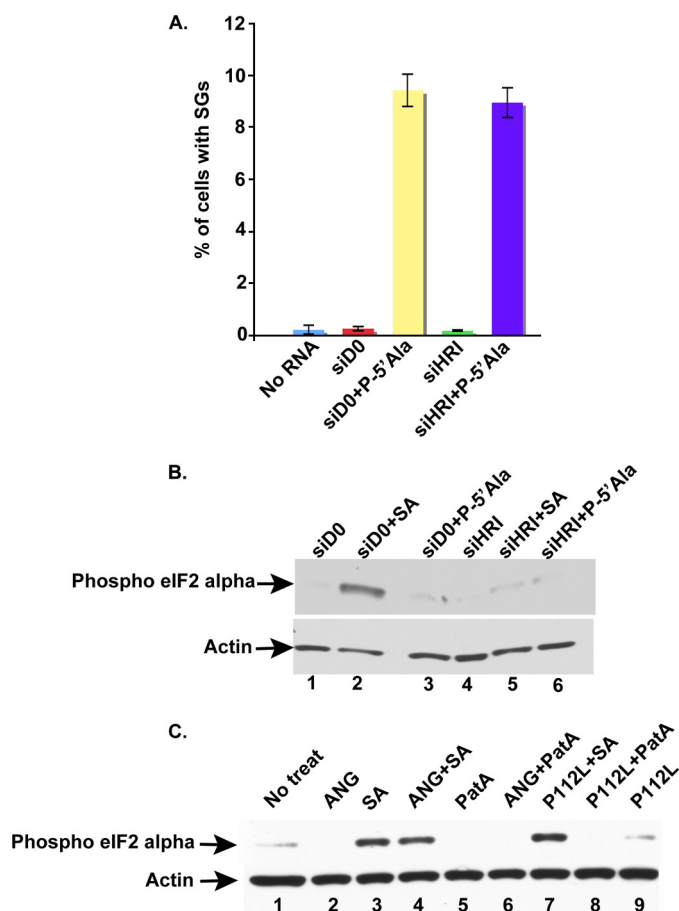 A.
% of cells with SGs
12
10
8
6
4
2
0
No RNA
siD0
siD0+P-5'Ala
siHRI
siHRI+P-5'Ala
B.
siD0
siD0+SA
siD0+P-5'Ala
siHRI
siHRI+SA
siHRI+P-5'Ala
Phospho eIF2 alpha
Actin
1 2 3 4 5 6
C.
No treat
ANG
SA
ANG+SA
PatA
ANG+PatA
P112L+SA
P112L+PatA
P112L
Phospho eIF2 alpha
Actin
1 2 3 4 5 6 7 8 9